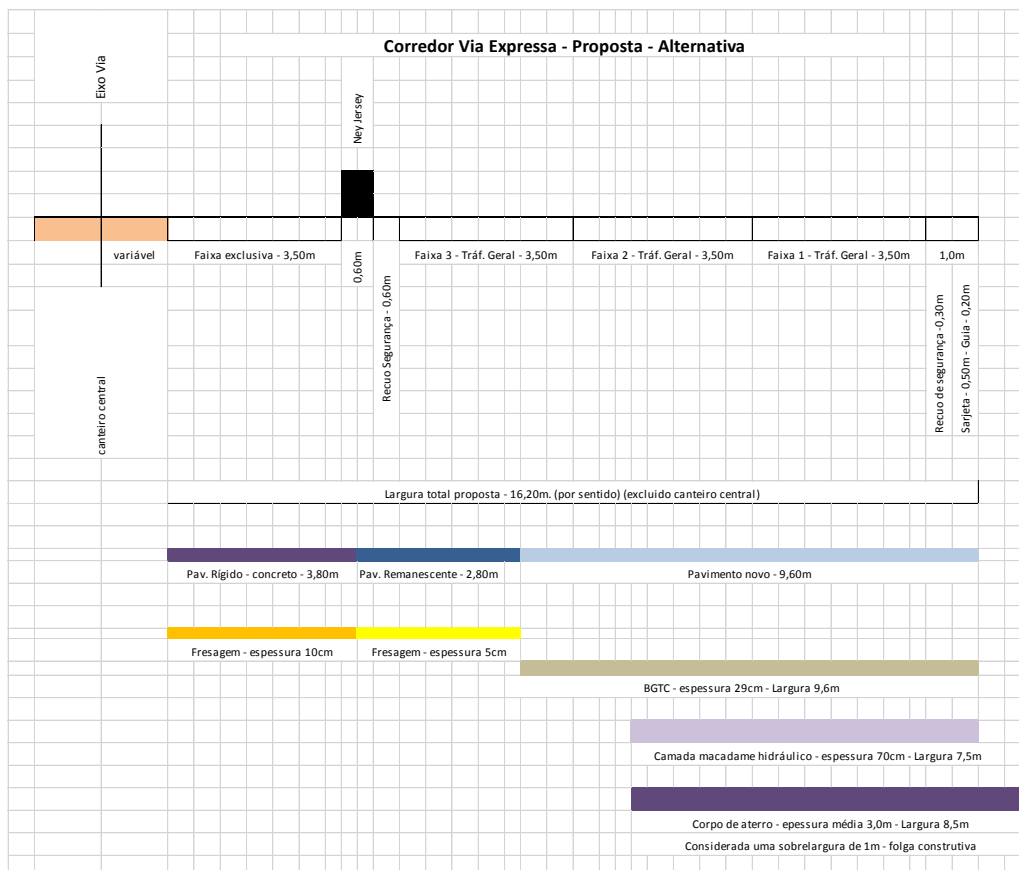 Corredor Via Expressa - Proposta - Alternativa
Eixo Via
Ney Jersey
variável
Faixa exclusiva - 3,50m
0,60m
Recuo Segurança - 0,60m
Faixa 3 - Tráf. Geral - 3,50m
Faixa 2 - Tráf. Geral - 3,50m
Faixa 1 - Tráf. Geral - 3,50m
1,0m
Recuo de segurança -0,30m
Sarjeta - 0,50m - Guia - 0,20m
canteiro central
Largura total proposta - 16,20m. (por sentido) (excluido canteiro central)
Pav. Rígido - concreto - 3,80m
Pav. Remanescente - 2,80m
Pavimento novo - 9,60m
Fresagem - espessura 10cm
Fresagem - espessura 5cm
BGTC - espessura 29cm - Largura 9,6m
Camada macadame hidráulico - espessura 70cm - Largura 7,5m
Corpo de aterro - epessura média 3,0m - Largura 8,5m
Considerada uma sobrelargura de 1m - folga construtiva